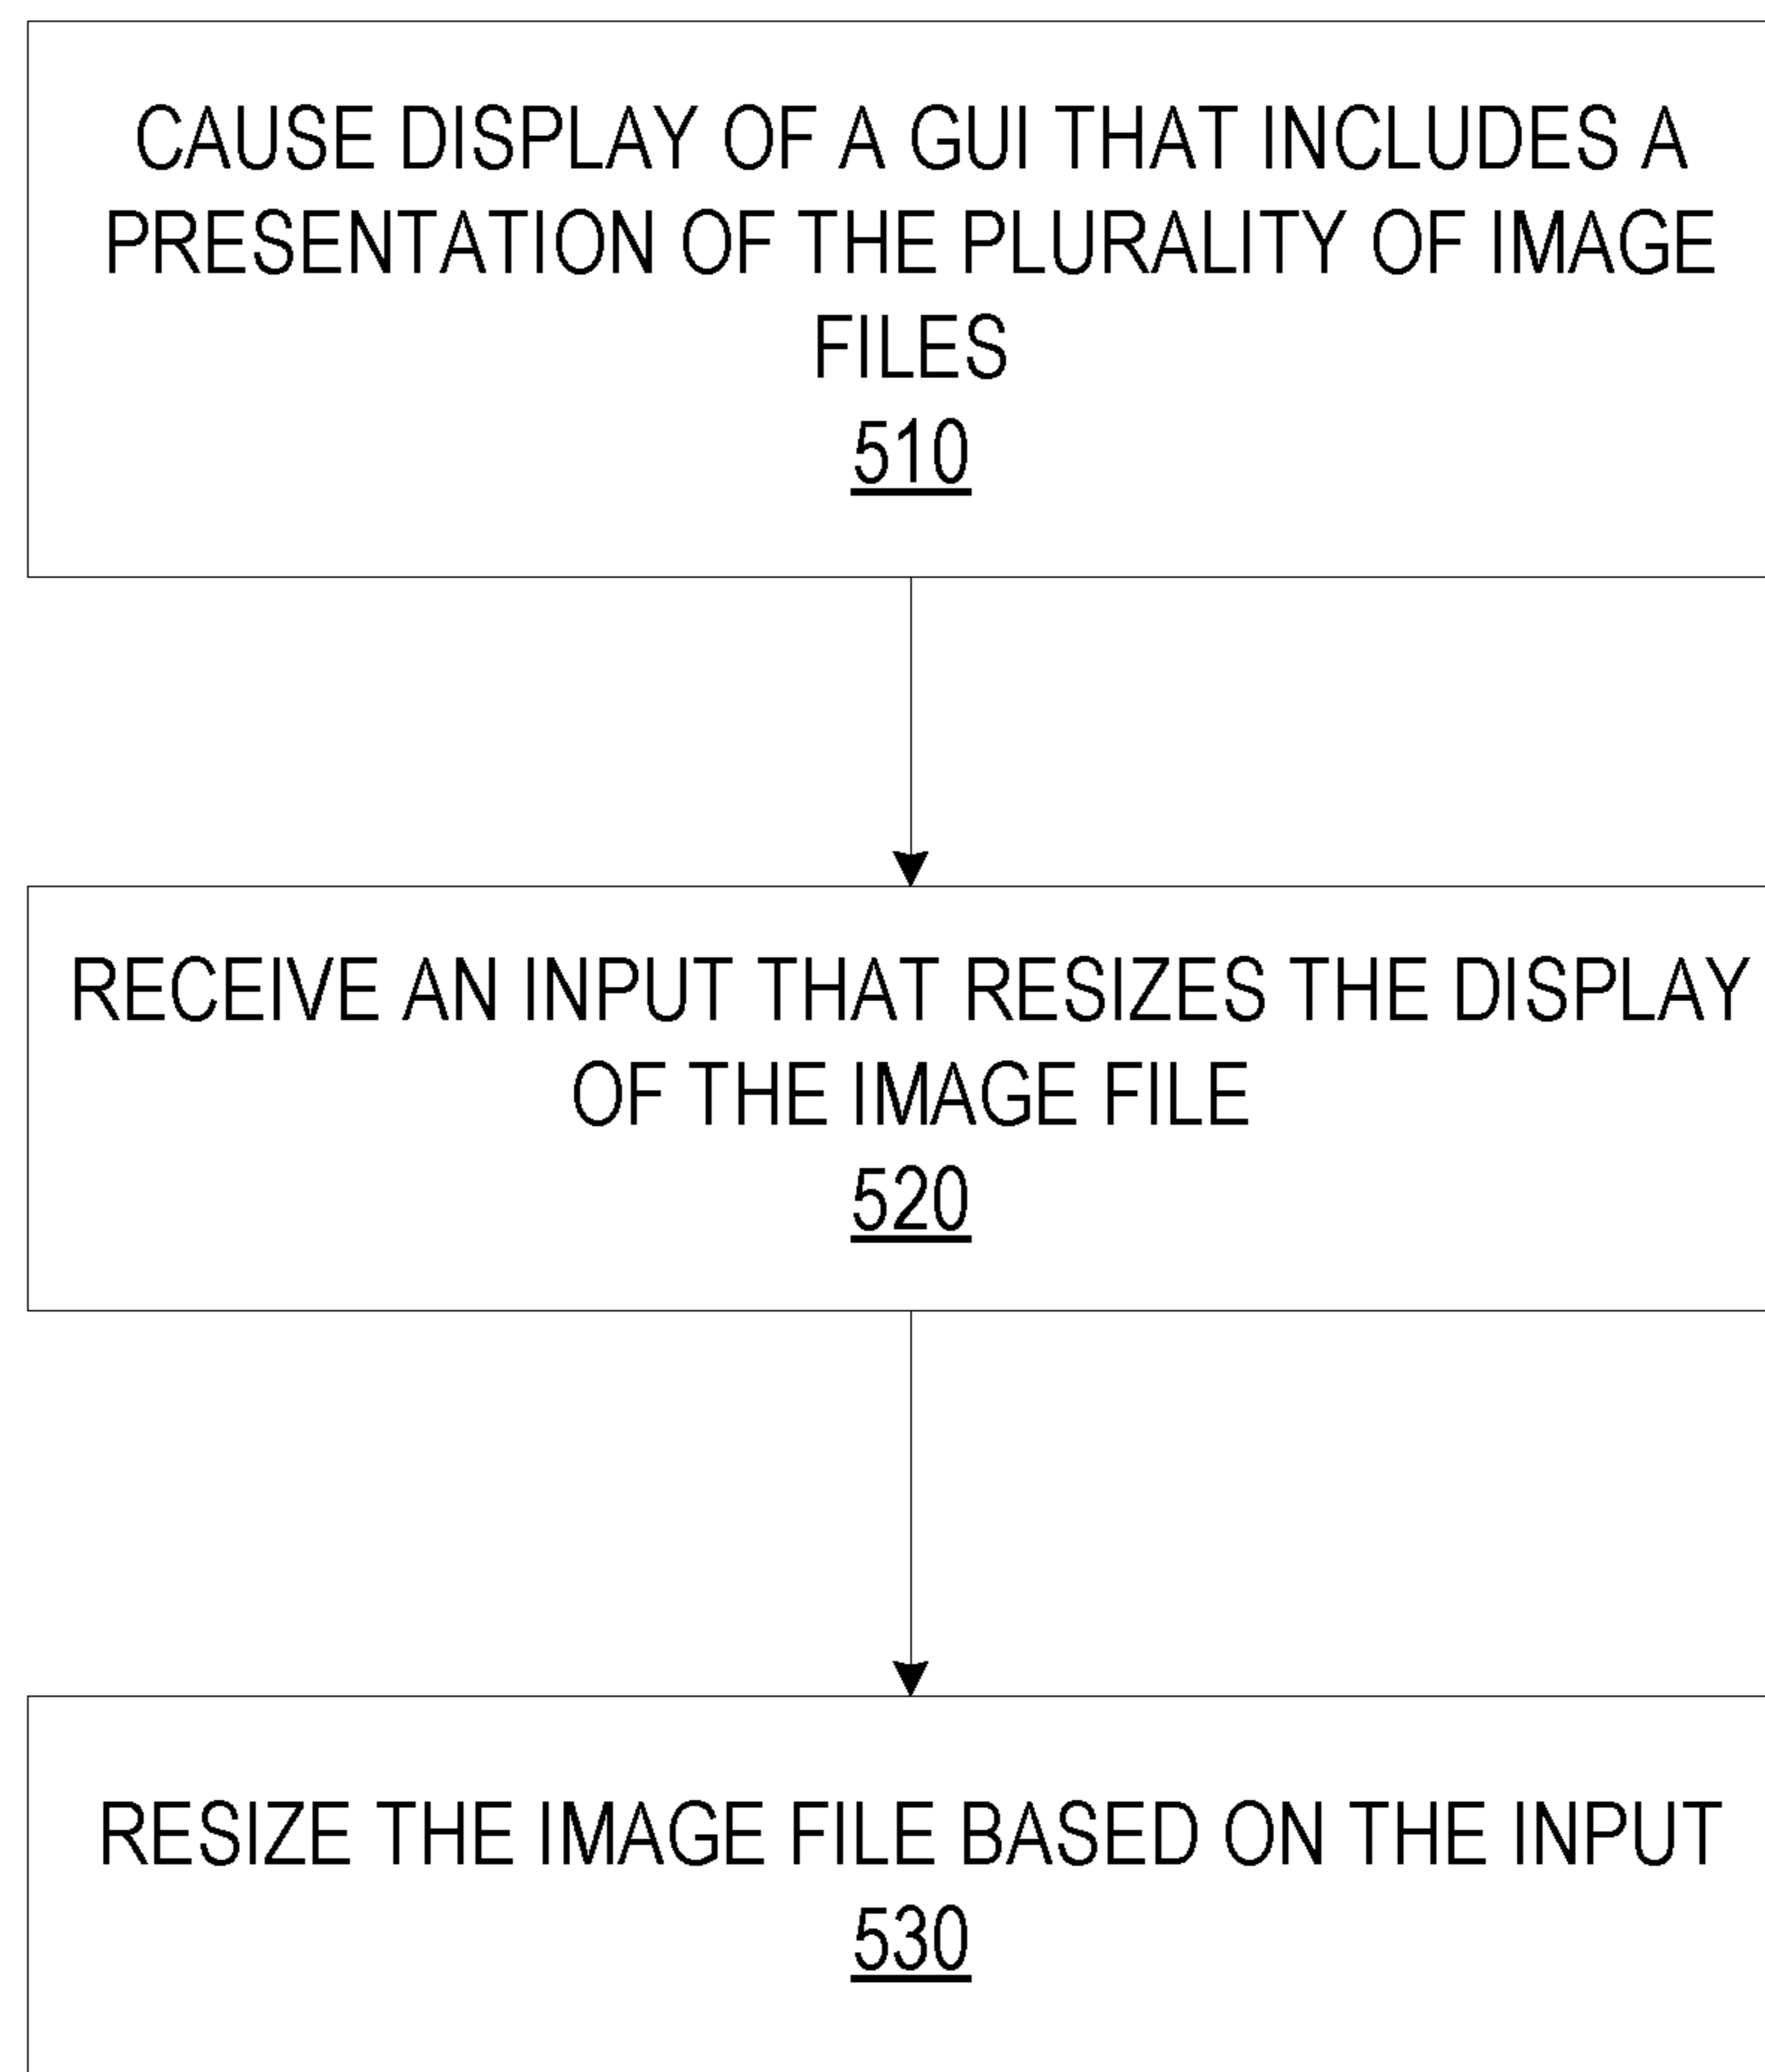 CAUSE DISPLAY OF A GUI THAT INCLUDES A
PRESENTATION OF THE PLURALITY OF IMAGE
FILES
510
RECEIVE AN INPUT THAT RESIZES THE DISPLAY
OF THE IMAGE FILE
520
RESIZE THE IMAGE FILE BASED ON THE INPUT
530